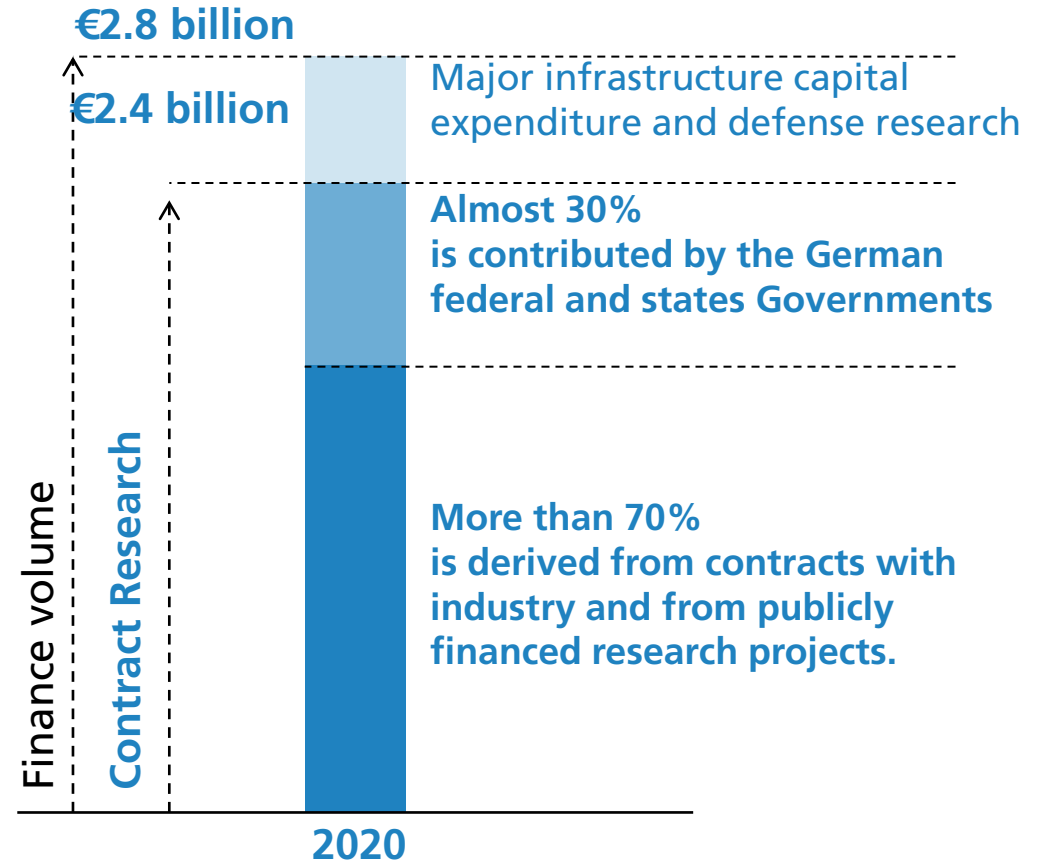 €2.8 billion
€2.4 billion
Major infrastructure capital
expenditure and defense research
Almost 30%
is contributed by the German
federal and states Governments
More than 70%
is derived from contracts with
industry and from publicly
financed research projects.
Finance volume
Contract Research
2020